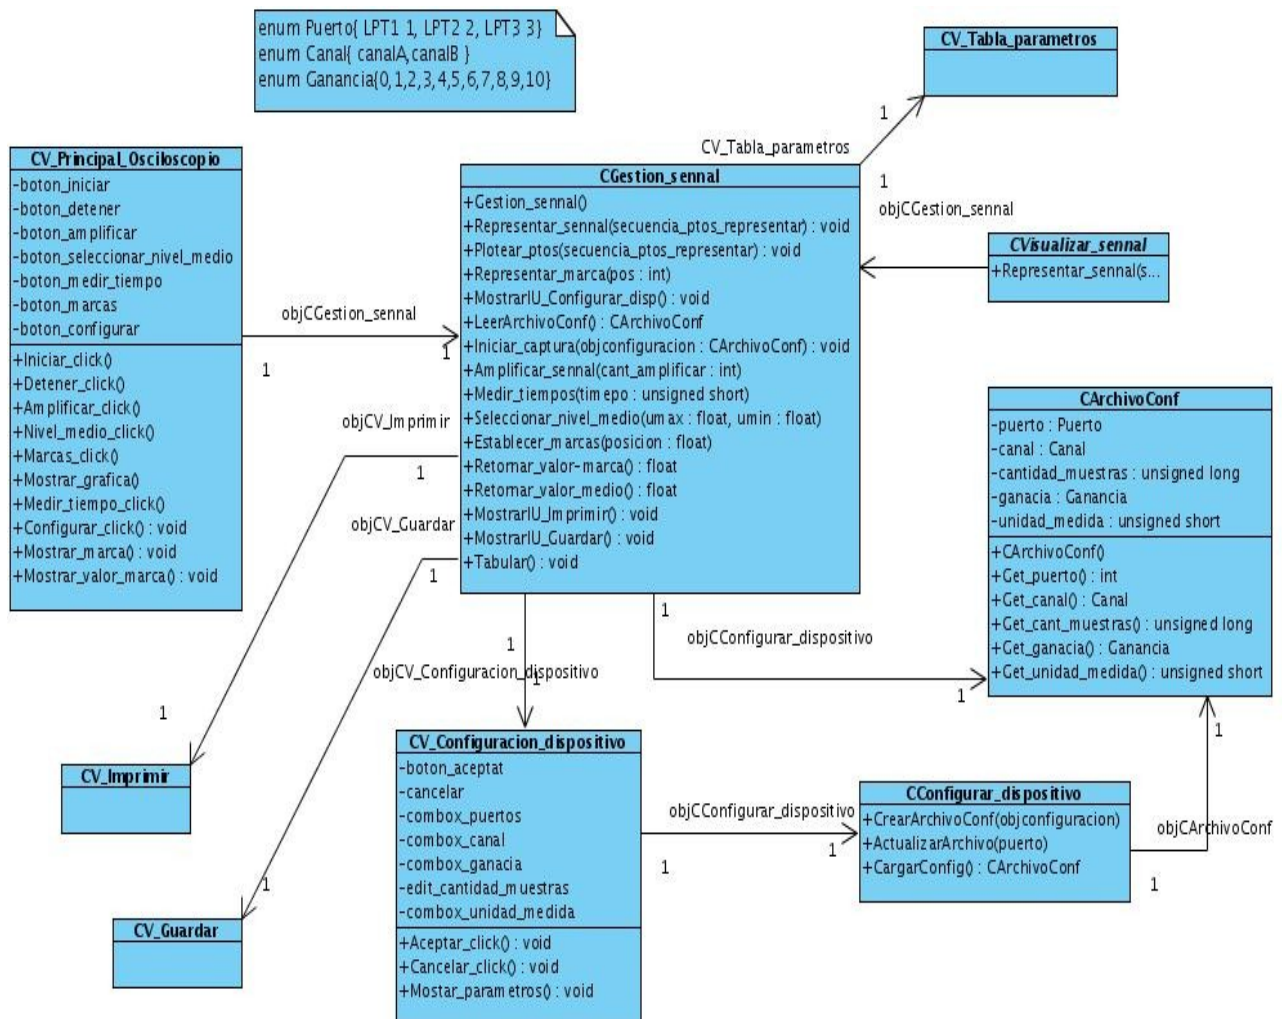 enum Puerto{ LPT1 1, LPT2 2, LPT3 3}
enum Canal{ canalA,canalB }
enum Ganancia{0,1,2,3,4,5,6,7,8,9,10}
CV_Tabla_parametros
1
CV_Tabla_parametros
1
objCGestion_sennal
CV_Principal_Osciloscopio
-boton_iniciar
-boton_detener
-boton_amplificar
-boton_seleccionar_nivel_medio
-boton_medir_tiempo
-boton_marcas
-boton_configurar
+Iniciar_click()
+Detener_click()
+Amplificar_click()
+Nivel_medio_click()
+Marcas_click()
+Mostrar_grafica()
+Medir_tiempo_click()
+Configurar_click() : void
+Mostrar_marca() : void
+Mostrar_valor_marca() : void
objCGestion_sennal
1
1
CGestion_sennal
+Gestion_sennal()
+Representar_sennal(secuencia_ptos_representar) : void
+Plotear_ptos(secuencia_ptos_representar) : void
+Representar_marca(pos : int)
+MostrarIU_Configurar_disp() : void
+LeerArchivoConf() : CArchivoConf
+Iniciar_captura(objconfiguracion : CArchivoConf) : void
+Amplificar_sennal(cant_amplificar : int)
+Medir_tiempos(timepo : unsigned short)
+Seleccionar_nivel_medio(umax : float, umin : float)
+Establecer_marcas(posicion : float)
+Retornar_valor-marca() : float
+Retornar_valor_medio() : float
+MostrarIU_Imprimir() : void
+MostrarIU_Guardar() : void
+Tabular() : void
CVisualizar_sennal
+Representar_sennal(s...
CArchivoConf
-puerto : Puerto
-canal : Canal
-cantidad_muestras : unsigned long
-ganacia : Ganancia
-unidad_medida : unsigned short
+CArchivoConf()
+Get_puerto() : int
+Get_canal() : Canal
+Get_cant_muestras() : unsigned long
+Get_ganacia() : Ganancia
+Get_unidad_medida() : unsigned short
objCV_Imprimir
1
objCV_Guardar
1
1
objCConfigurar_dispositivo
1
1
objCV_Configuracion_dispositivo
1
1
1
CV_Imprimir
1
CV_Guardar
CV_Configuracion_dispositivo
-boton_aceptat
-cancelar
-combox_puertos
-combox_canal
-combox_ganacia
-edit_cantidad_muestras
-combox_unidad_medida
+Aceptar_click() : void
+Cancelar_click() : void
+Mostar_parametros() : void
objCConfigurar_dispositivo
1
1
CConfigurar_dispositivo
+CrearArchivoConf(objconfiguracion)
+ActualizarArchivo(puerto)
+CargarConfig() : CArchivoConf
1
objCArchivoConf
1